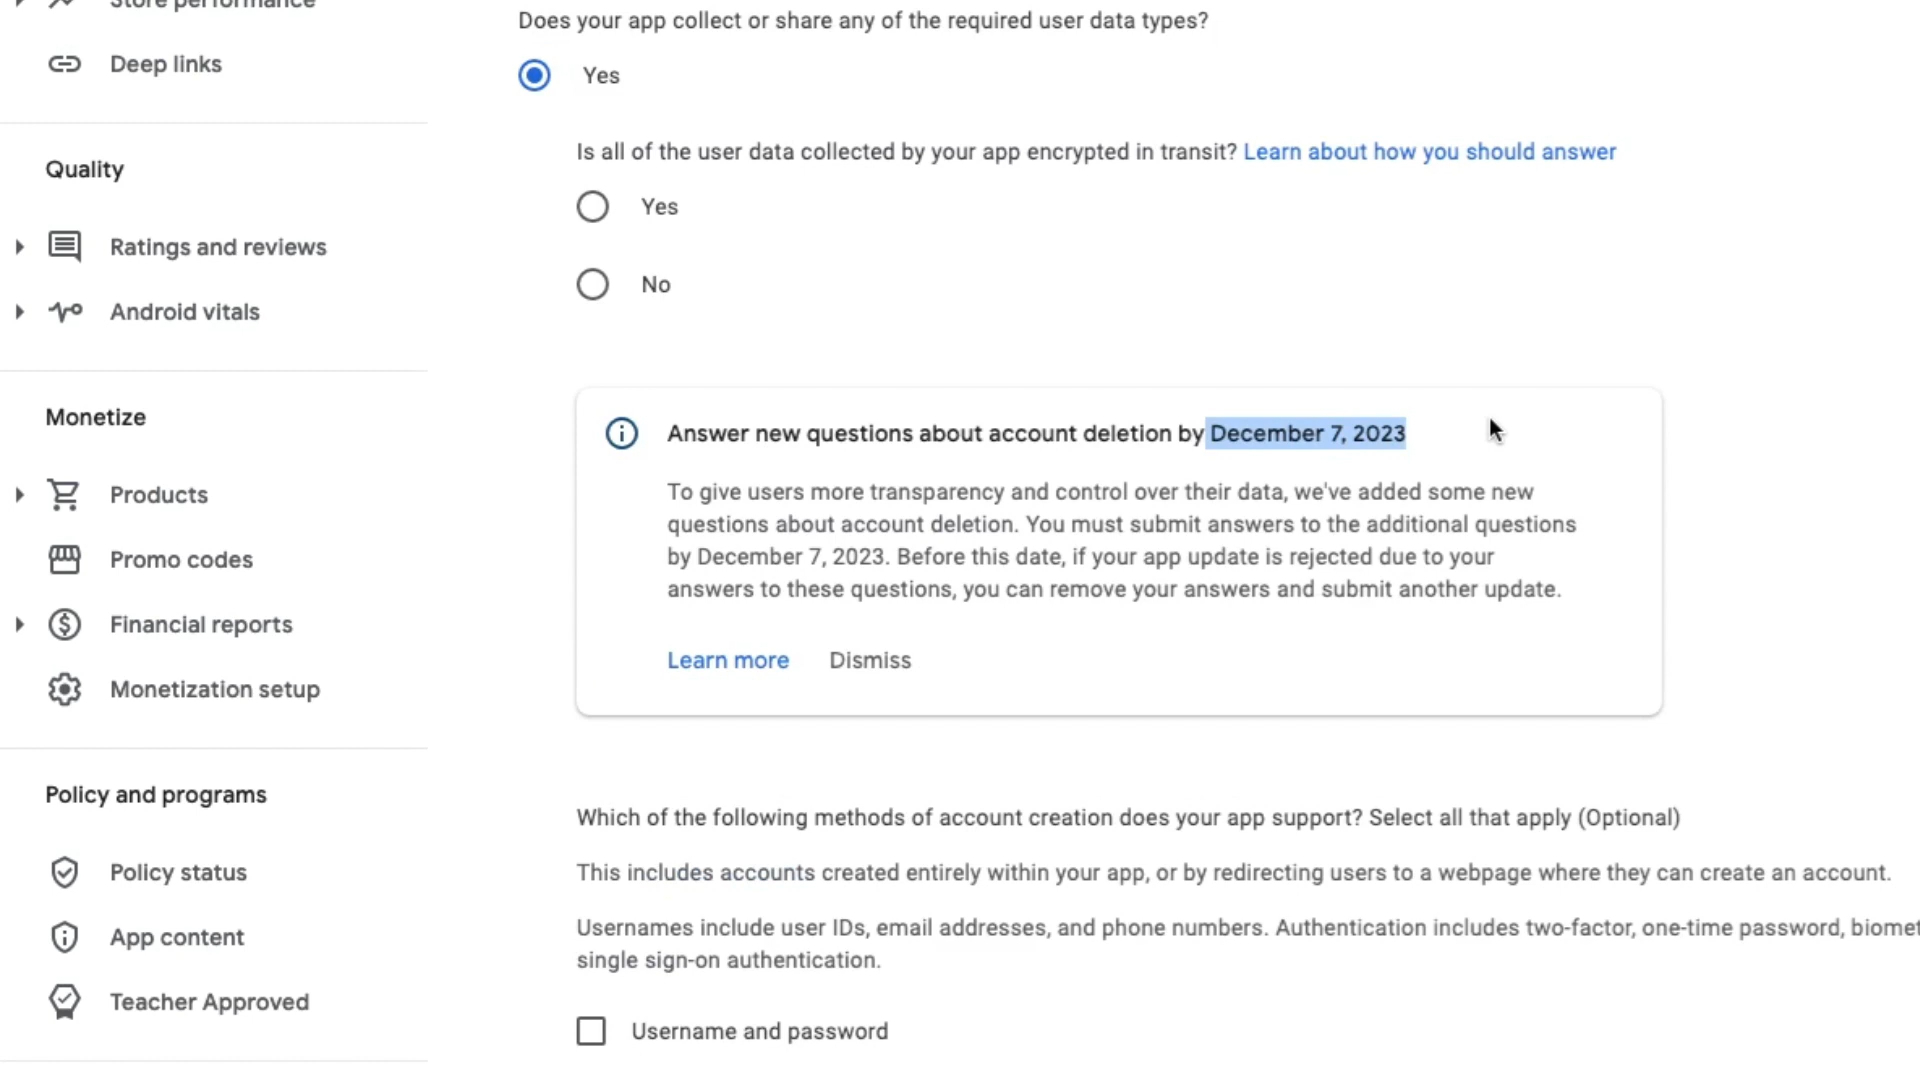 Store performance
Deep links
Quality
Ratings and reviews
Android vitals
Monetize
Products
Promo codes
Financial reports
Monetization setup
Policy and programs
Policy status
App content
Teacher Approved
Does your app collect or share any of the required user data types?
Yes
Is all of the user data collected by your app encrypted in transit? Learn about how you should answer
Yes
No
Answer new questions about account deletion by December 7, 2023
To give users more transparency and control over their data, we've added some new
questions about account deletion. You must submit answers to the additional questions
by December 7, 2023. Before this date, if your app update is rejected due to your
answers to these questions, you can remove your answers and submit another update.
Learn more Dismiss
Which of the following methods of account creation does your app support? Select all that apply (Optional)
This includes accounts created entirely within your app, or by redirecting users to a webpage where they can create an account.
Usernames include user IDs, email addresses, and phone numbers. Authentication includes two-factor, one-time password, biomet
single sign-on authentication.
Username and password